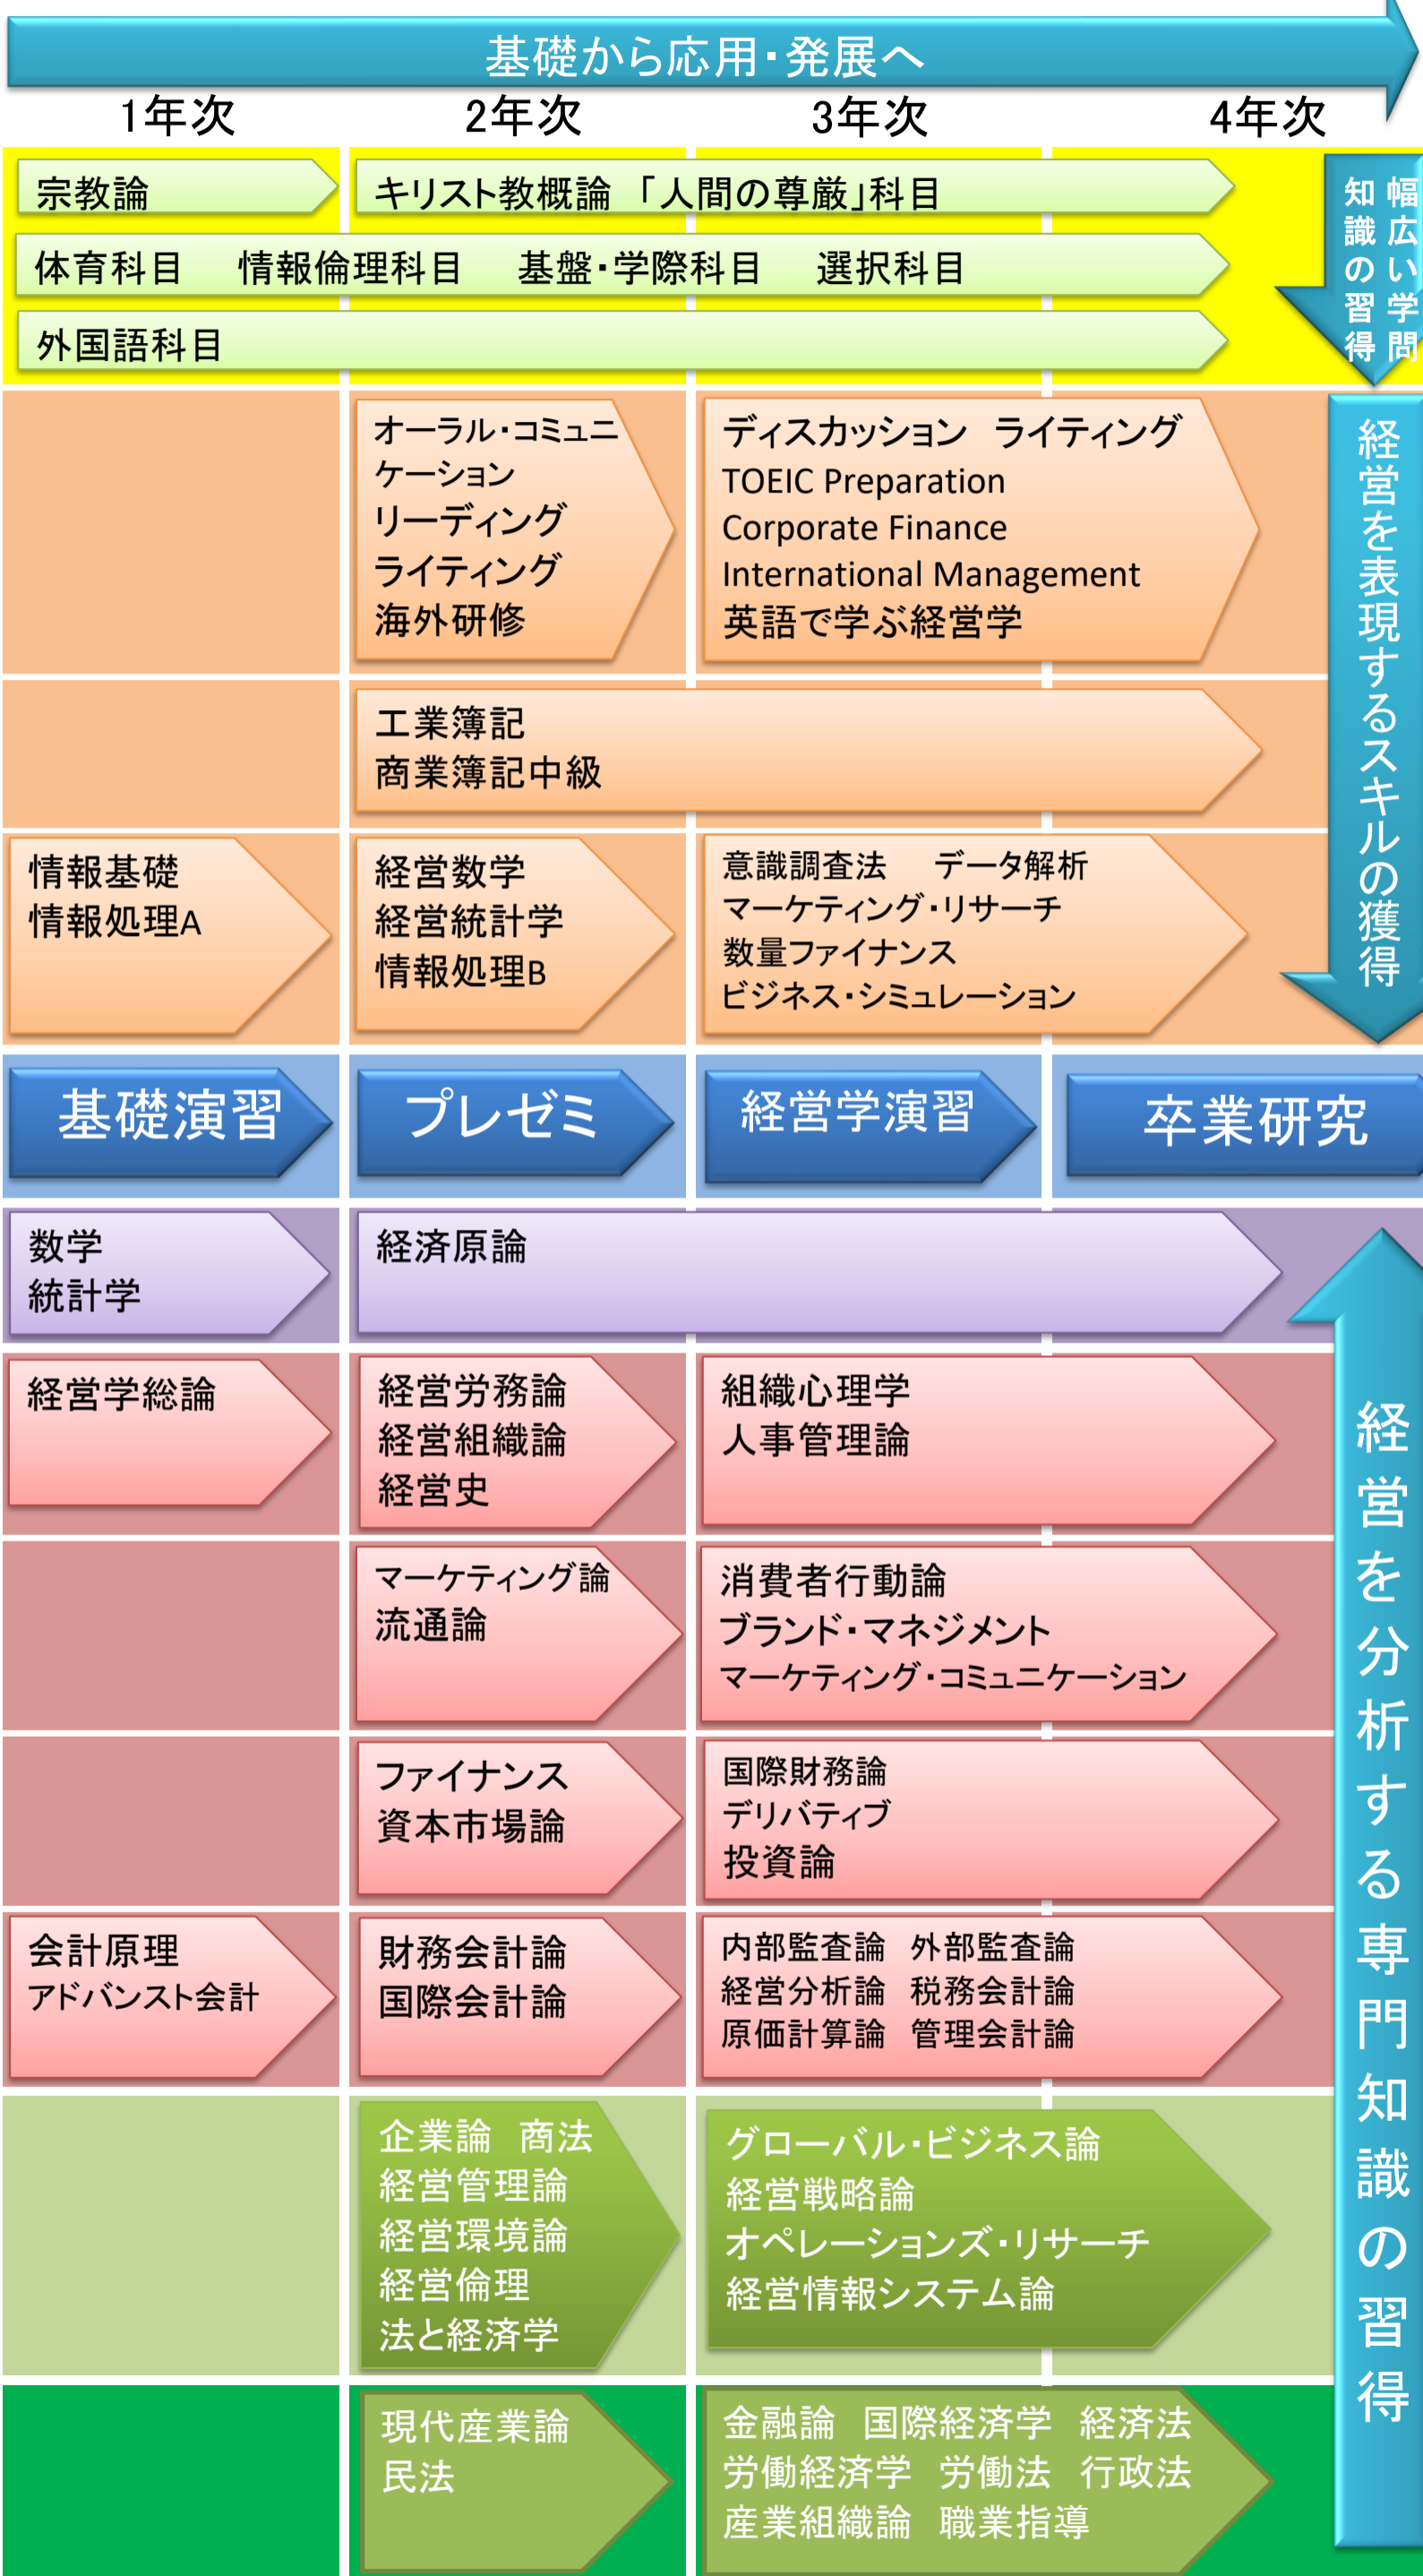 基礎から応用・発展へ
1年次 2年次 3年次 4年次
宗教論
キリスト教概論 「人間の尊厳」科目
体育科目 情報倫理科目 基盤・学際科目 選択科目
外国語科目
幅広い学問
知識の習得
オーラル・コミュニ
ケーション
リーディング
ライティング
海外研修
ディスカッション ライティング
TOEIC Preparation
Corporate Finance
International Management
英語で学ぶ経営学
工業簿記
商業簿記中級
情報基礎
情報処理A
経営数学
経営統計学
情報処理B
意識調査法 データ解析
マーケティング・リサーチ
数量ファイナンス
ビジネス・シミュレーション
経営を表現するスキルの獲得
基礎演習
プレゼミ
経営学演習
卒業研究
数学
統計学
経済原論
経営学総論
経営労務論
経営組織論
経営史
組織心理学
人事管理論
マーケティング論
流通論
消費者行動論
ブランド・マネジメント
マーケティング・コミュニケーション
ファイナンス
資本市場論
国際財務論
デリバティブ
投資論
会計原理
アドバンスト会計
財務会計論
国際会計論
内部監査論 外部監査論
経営分析論 税務会計論
原価計算論 管理会計論
企業論 商法
経営管理論
経営環境論
経営倫理
法と経済学
グローバル・ビジネス論
経営戦略論
オペレーションズ・リサーチ
経営情報システム論
現代産業論
民法
金融論 国際経済学 経済法
労働経済学 労働法 行政法
産業組織論 職業指導
経営を分析する専門知識の習得